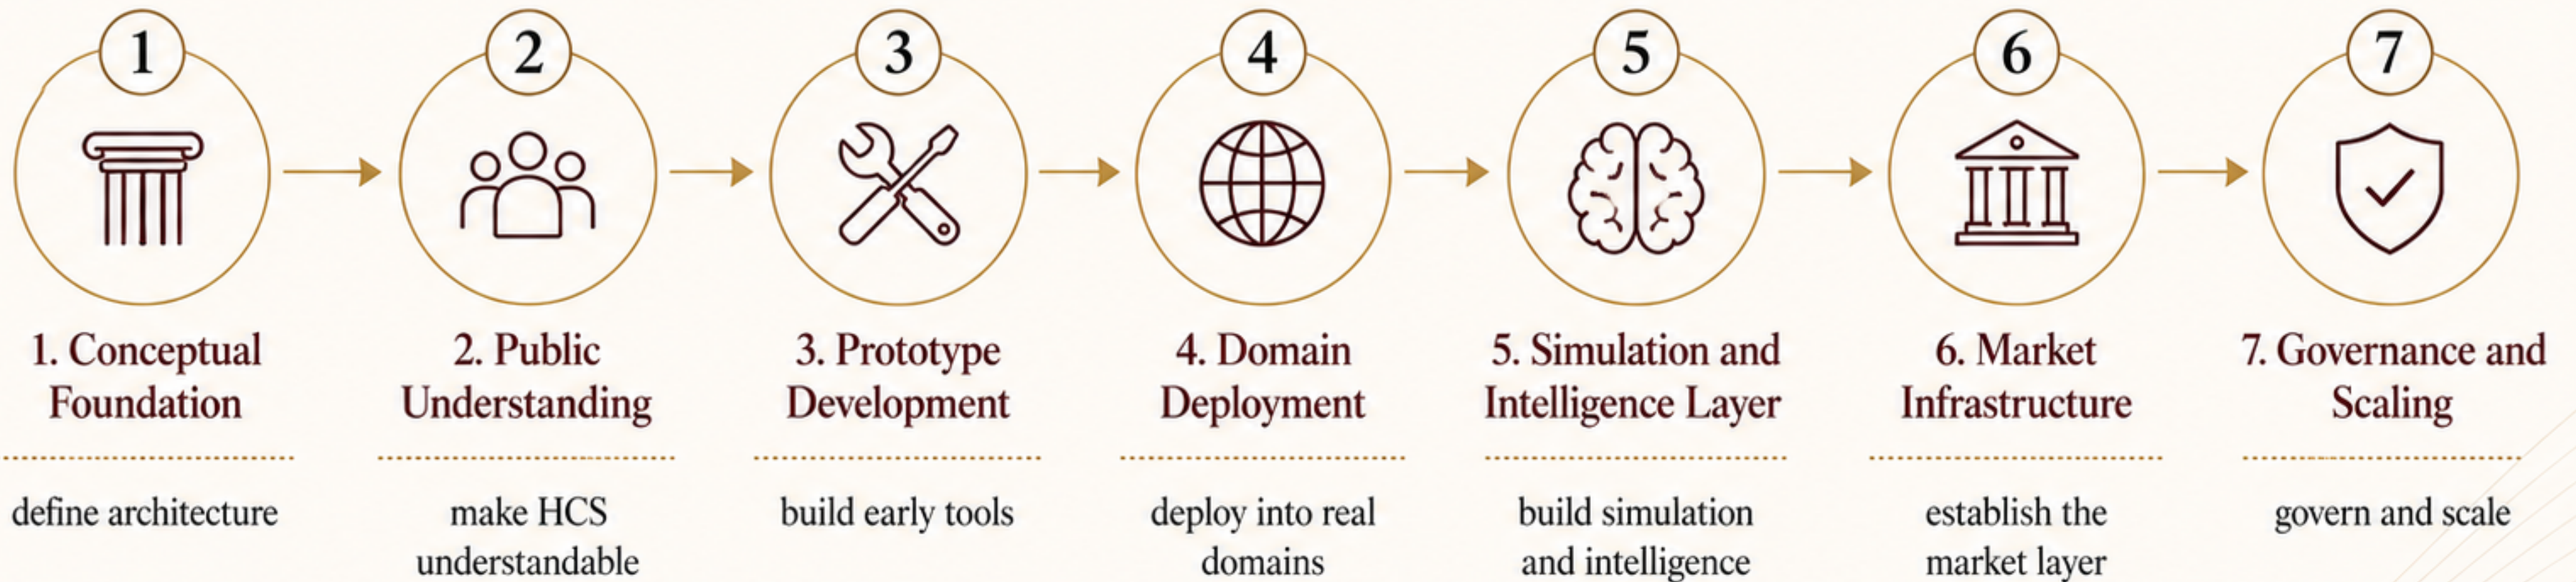 1
2
3
4
5
6
7
1. Conceptual
Foundation
2. Public
Understanding
3. Prototype
Development
4. Domain
Deployment
5. Simulation and
Intelligence Layer
6. Market
Infrastructure
7. Governance and
Scaling
define architecture
make HCS
understandable
build early tools
deploy into real
domains
build simulation
and intelligence
establish the
market layer
govern and scale